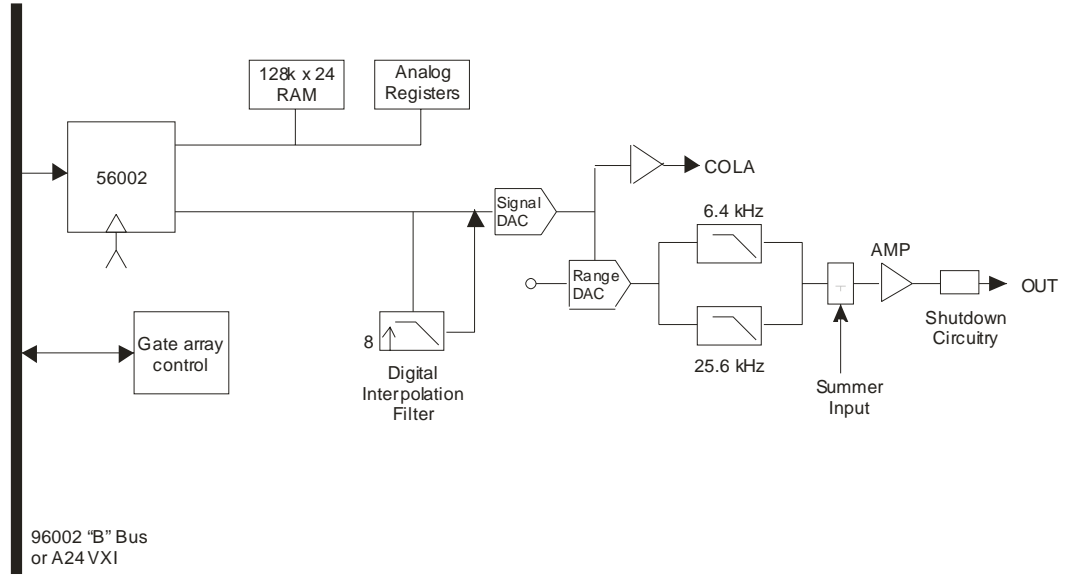 128k x 24
RAM
Analog
Registers
56002
Signal
DAC
COLA
6.4 kHz
Range
DAC
AMP
OUT
Shutdown
Circuitry
Gate array
control
8
Digital
Interpolation
Filter
25.6 kHz
Summer
Input
96002 “B” Bus
or A24 VXI